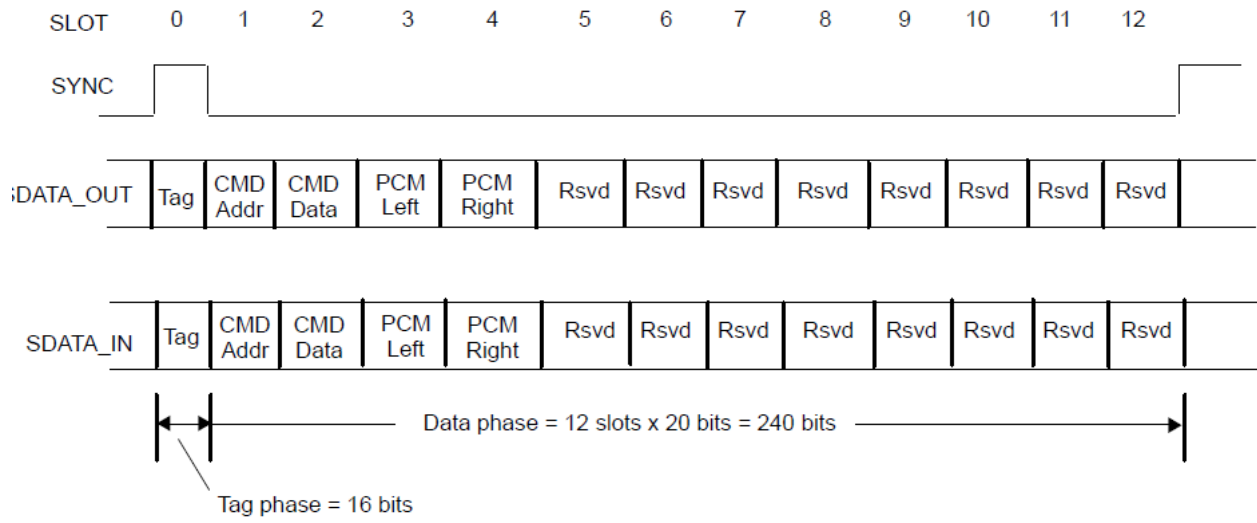 SLOT 0 1 2 3 4 5 6 7 8 9 10 11 12
SYNC
SDATA_OUT Tag CMD Addr CMD Data PCM Left PCM Right Rsvd Rsvd Rsvd Rsvd Rsvd Rsvd Rsvd Rsvd
SDATA_IN Tag CMD Addr CMD Data PCM Left PCM Right Rsvd Rsvd Rsvd Rsvd Rsvd Rsvd Rsvd Rsvd
Data phase = 12 slots x 20 bits = 240 bits
Tag phase = 16 bits